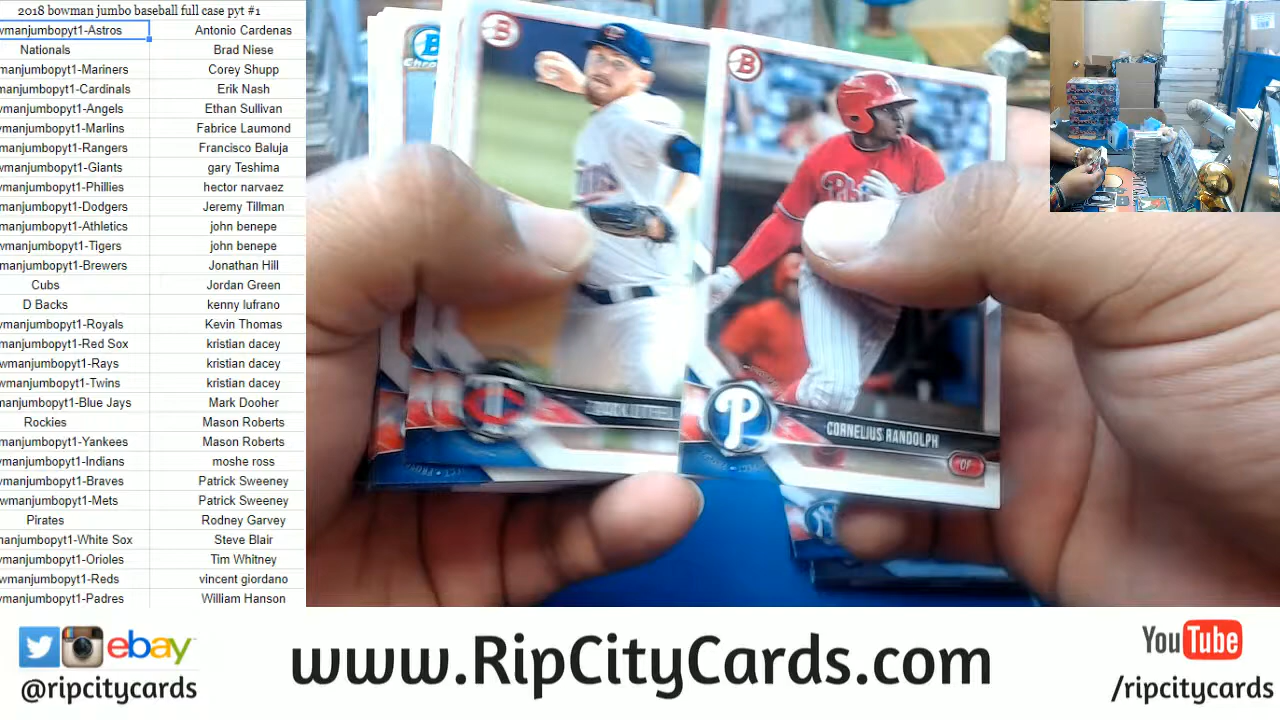 2018 bowman jumbo baseball full case pyt #1
wmanjumbopyt1-Astros Antonio Cardenas
Nationals Brad Niese
manjumbopyt1-Mariners Corey Shupp
manjumbopyt1-Cardinals Erik Nash
wmanjumbopyt1-Angels Ethan Sullivan
vmanjumbopyt1-Marlins Fabrice Laumond
manjumbopyt1-Rangers Francisco Baluja
wmanjumbopyt1-Giants gary Teshima
wmanjumbopyt1-Phillies hector narvaez
manjumbopyt1-Dodgers Jeremy Tillman
manjumbopyt1-Athletics john benepe
wmanjumbopyt1-Tigers john benepe
manjumbopyt1-Brewers Jonathan Hill
Cubs Jordan Green
D Backs kenny lufrano
wmanjumbopyt1-Royals Kevin Thomas
manjumbopyt1-Red Sox kristian dacey
owmanjumbopyt1-Rays kristian dacey
wmanjumbopyt1-Twins kristian dacey
manjumbopyt1-Blue Jays Mark Dooher
Rockies Mason Roberts
manjumbopyt1-Yankees Mason Roberts
vmanjumbopyt1-Indians moshe ross
wmanjumbopyt1-Braves Patrick Sweeney
wmanjumbopyt1-Mets Patrick Sweeney
Pirates Rodney Garvey
manjumbopyt1-White Sox Steve Blair
vmanjumbopyt1-Orioles Tim Whitney
owmanjumbopyt1-Reds vincent giordano
vmanjumbopyt1-Padres William Hanson
B
B
B
C
P
CORNELIUS RANDOLPH
OF
ebay
@ripcitycards
www.RipCityCards.com
YouTube
/ripcitycards